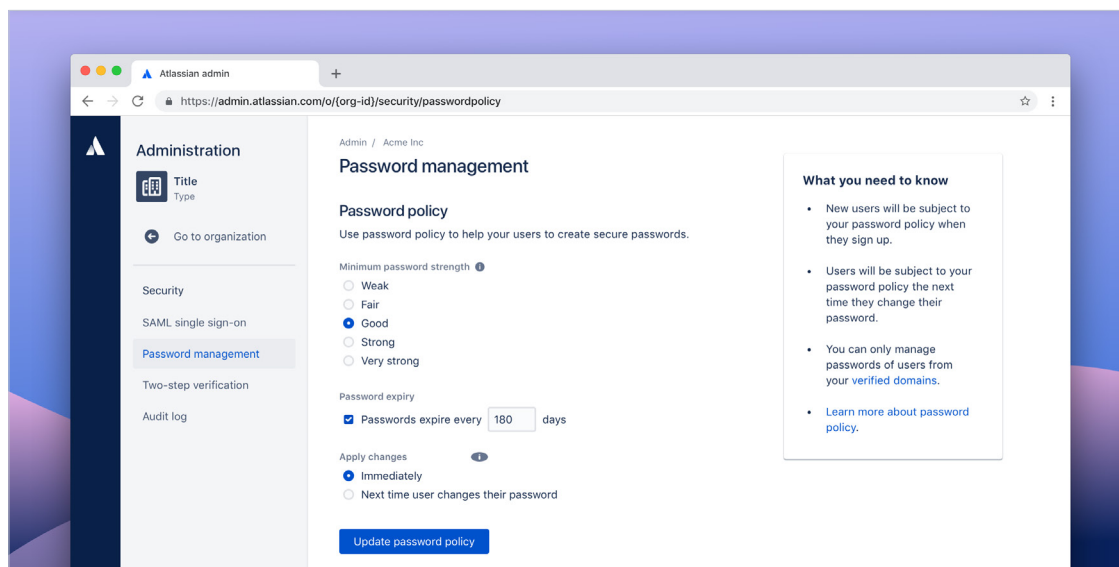 Atlassian admin
https://admin.atlassian.com/o/{org-id}/security/passwordpolicy
Administration
Title
Type
Go to organization
Security
SAML single sign-on
Password management
Two-step verification
Audit log
Admin / Acme Inc
Password management
Password policy
Use password policy to help your users to create secure passwords.
Minimum password strength
Weak
Fair
Good
Strong
Very strong
Password expiry
Passwords expire every 180 days
Apply changes
Immediately
Next time user changes their password
Update password policy
What you need to know
New users will be subject to
your password policy when
they sign up.
Users will be subject to your
password policy the next
time they change their
password.
You can only manage
passwords of users from
your verified domains.
Learn more about password
policy.